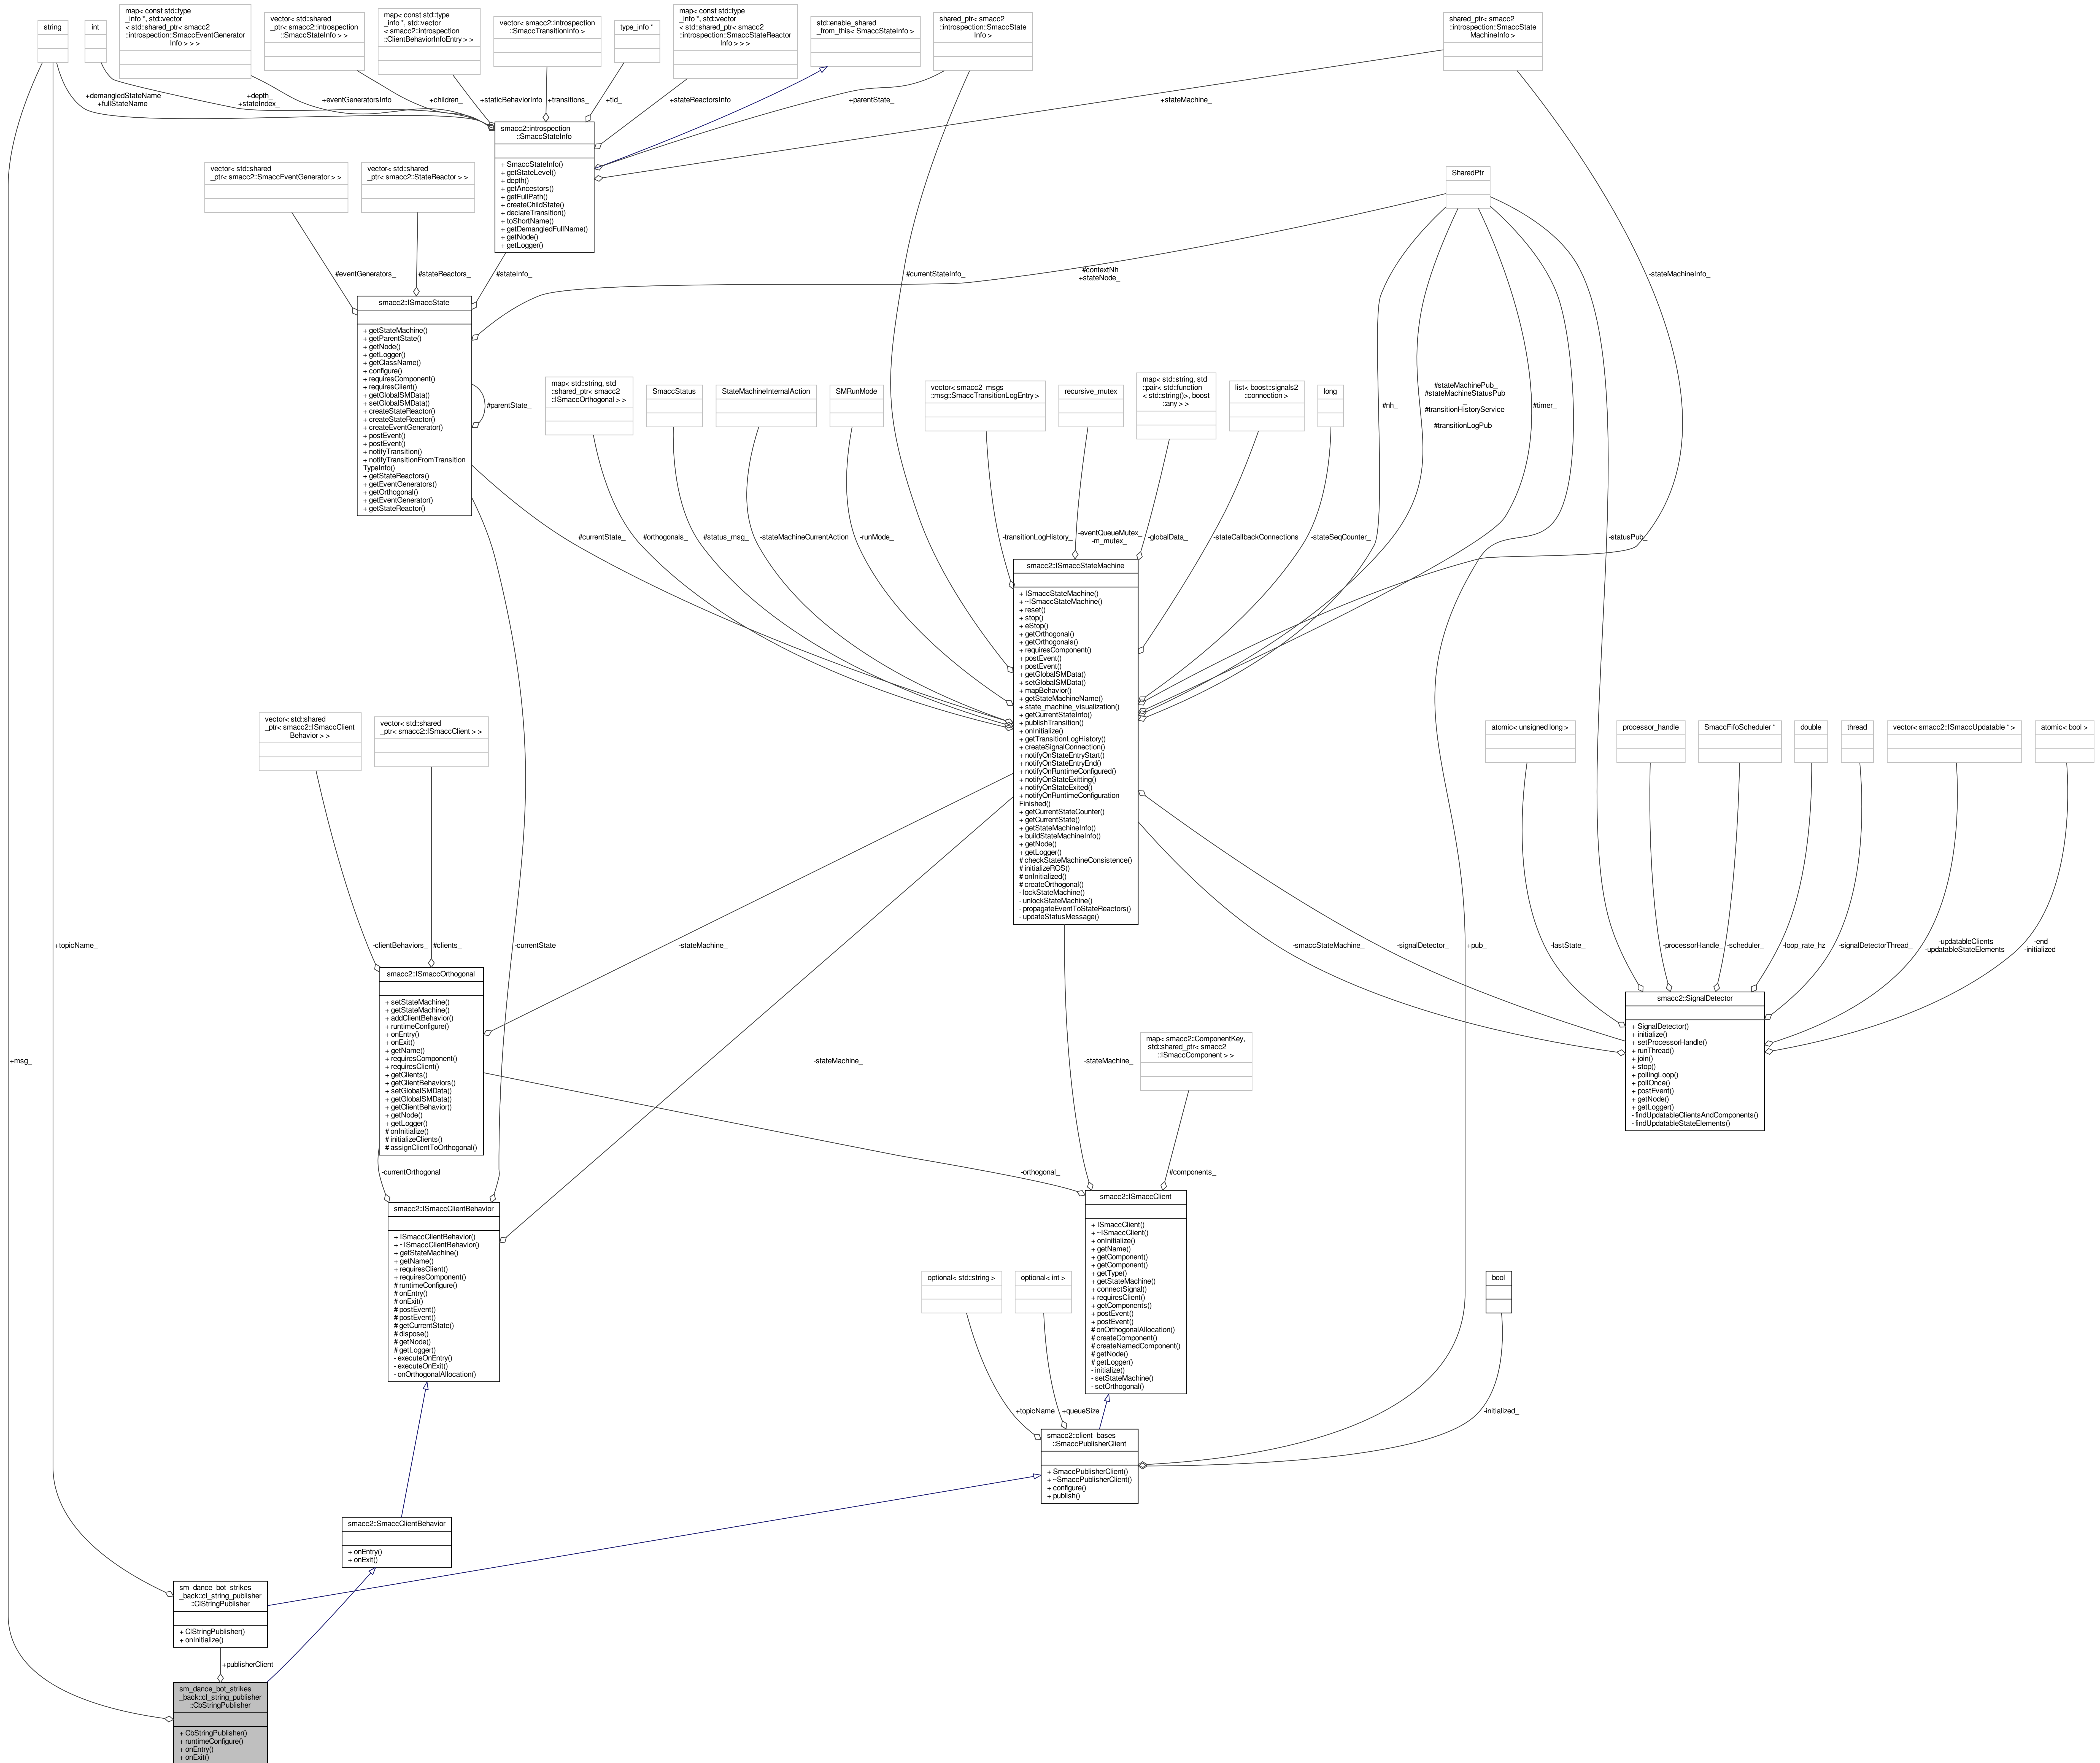 string
int
map< const std::type
_info *, std::vector
< std::shared_ptr< smacc2
::introspection::SmaccEventGenerator
Info > > >
vector< std::shared
_ptr< smacc2::introspection
::SmaccStateInfo > >
map< const std::type
_info *, std::vector
< smacc2::introspection
::ClientBehaviorInfoEntry > >
vector< smacc2::introspection
::SmaccTransitionInfo >
type_info *
map< const std::type
_info *, std::vector
< std::shared_ptr< smacc2
::introspection::SmaccStateReactor
Info > > >
std::enable_shared
_from_this< SmaccStateInfo >
shared_ptr< smacc2
::introspection::SmaccState
Info >
shared_ptr< smacc2
::introspection::SmaccState
MachineInfo >
+demangledStateName
+fullStateName
+depth_
+stateIndex_
+eventGeneratorsInfo
+children_
+staticBehaviorInfo
+transitions_
+tid_
+stateReactorsInfo
+parentState_
+stateMachine_
smacc2::introspection
::SmaccStateInfo
+ SmaccStateInfo()
+ getStateLevel()
+ depth()
+ getAncestors()
+ getFullPath()
+ createChildState()
+ declareTransition()
+ toShortName()
+ getDemangledFullName()
+ getNode()
+ getLogger()
vector< std::shared
_ptr< smacc2::SmaccEventGenerator > >
vector< std::shared
_ptr< smacc2::StateReactor > >
SharedPtr
#eventGenerators_
#stateReactors_
#stateInfo_
#currentStateInfo_
#contextNh
+stateNode_
-stateMachineInfo_
smacc2::ISmaccState
+ getStateMachine()
+ getParentState()
+ getNode()
+ getLogger()
+ getClassName()
+ configure()
+ requiresComponent()
+ requiresClient()
+ getGlobalSMData()
+ setGlobalSMData()
+ createStateReactor()
+ createStateReactor()
+ createEventGenerator()
+ postEvent()
+ postEvent()
+ notifyTransition()
+ notifyTransitionFromTransition
TypeInfo()
+ getStateReactors()
+ getEventGenerators()
+ getOrthogonal()
+ getEventGenerator()
+ getStateReactor()
#parentState_
map< std::string, std
::shared_ptr< smacc2
::ISmaccOrthogonal > >
SmaccStatus
StateMachineInternalAction
SMRunMode
vector< smacc2_msgs
::msg::SmaccTransitionLogEntry >
recursive_mutex
map< std::string, std
::pair< std::function
< std::string()>, boost
::any > >
list< boost::signals2
::connection >
long
#nh_
#stateMachinePub_
#stateMachineStatusPub
_
#transitionHistoryService
_
#transitionLogPub_
#timer_
#currentState_
#orthogonals_
#status_msg_
-stateMachineCurrentAction
-runMode_
-transitionLogHistory_
-eventQueueMutex_
-m_mutex_
-globalData_
-stateCallbackConnections
-stateSeqCounter_
-statusPub_
smacc2::ISmaccStateMachine
+ ISmaccStateMachine()
+ ~ISmaccStateMachine()
+ reset()
+ stop()
+ eStop()
+ getOrthogonal()
+ getOrthogonals()
+ requiresComponent()
+ postEvent()
+ postEvent()
+ getGlobalSMData()
+ setGlobalSMData()
+ mapBehavior()
+ getStateMachineName()
+ state_machine_visualization()
+ getCurrentStateInfo()
+ publishTransition()
+ onInitialize()
+ getTransitionLogHistory()
+ createSignalConnection()
+ notifyOnStateEntryStart()
+ notifyOnStateEntryEnd()
+ notifyOnRuntimeConfigured()
+ notifyOnStateExitting()
+ notifyOnStateExited()
+ notifyOnRuntimeConfiguration
Finished()
+ getCurrentStateCounter()
+ getCurrentState()
+ getStateMachineInfo()
+ buildStateMachineInfo()
+ getNode()
+ getLogger()
# checkStateMachineConsistence()
# initializeROS()
# onInitialized()
# createOrthogonal()
- lockStateMachine()
- unlockStateMachine()
- propagateEventToStateReactors()
- updateStatusMessage()
vector< std::shared
_ptr< smacc2::ISmaccClient
Behavior > >
vector< std::shared
_ptr< smacc2::ISmaccClient > >
atomic< unsigned long >
processor_handle
SmaccFifoScheduler *
double
thread
vector< smacc2::ISmaccUpdatable * >
atomic< bool >
+topicName_
-clientBehaviors_
#clients_
-currentState
-stateMachine_
-smaccStateMachine_
-signalDetector_
+pub_
-lastState_
-processorHandle_
-scheduler_
-loop_rate_hz
-signalDetectorThread_
-updatableClients_
-updatableStateElements_
-end_
-initialized_
smacc2::ISmaccOrthogonal
+ setStateMachine()
+ getStateMachine()
+ addClientBehavior()
+ runtimeConfigure()
+ onEntry()
+ onExit()
+ getName()
+ requiresComponent()
+ requiresClient()
+ getClients()
+ getClientBehaviors()
+ setGlobalSMData()
+ getGlobalSMData()
+ getClientBehavior()
+ getNode()
+ getLogger()
# onInitialize()
# initializeClients()
# assignClientToOrthogonal()
smacc2::SignalDetector
+ SignalDetector()
+ initialize()
+ setProcessorHandle()
+ runThread()
+ join()
+ stop()
+ pollingLoop()
+ pollOnce()
+ postEvent()
+ getNode()
+ getLogger()
- findUpdatableClientsAndComponents()
- findUpdatableStateElements()
+msg_
-stateMachine_
-stateMachine_
map< smacc2::ComponentKey,
std::shared_ptr< smacc2
::ISmaccComponent > >
-currentOrthogonal
-orthogonal_
#components_
smacc2::ISmaccClientBehavior
+ ISmaccClientBehavior()
+ ~ISmaccClientBehavior()
+ getStateMachine()
+ getName()
+ requiresClient()
+ requiresComponent()
# runtimeConfigure()
# onEntry()
# onExit()
# postEvent()
# postEvent()
# getCurrentState()
# dispose()
# getNode()
# getLogger()
- executeOnEntry()
- executeOnExit()
- onOrthogonalAllocation()
smacc2::ISmaccClient
+ ISmaccClient()
+ ~ISmaccClient()
+ onInitialize()
+ getName()
+ getComponent()
+ getComponent()
+ getType()
+ getStateMachine()
+ connectSignal()
+ requiresClient()
+ getComponents()
+ postEvent()
+ postEvent()
# onOrthogonalAllocation()
# createComponent()
# createNamedComponent()
# getNode()
# getLogger()
- initialize()
- setStateMachine()
- setOrthogonal()
optional< std::string >
optional< int >
bool
+topicName
+queueSize
-initialized_
smacc2::client_bases
::SmaccPublisherClient
+ SmaccPublisherClient()
+ ~SmaccPublisherClient()
+ configure()
+ publish()
smacc2::SmaccClientBehavior
+ onEntry()
+ onExit()
sm_dance_bot_strikes
_back::cl_string_publisher
::ClStringPublisher
+ ClStringPublisher()
+ onInitialize()
+publisherClient_
sm_dance_bot_strikes
_back::cl_string_publisher
::CbStringPublisher
+ CbStringPublisher()
+ runtimeConfigure()
+ onEntry()
+ onExit()